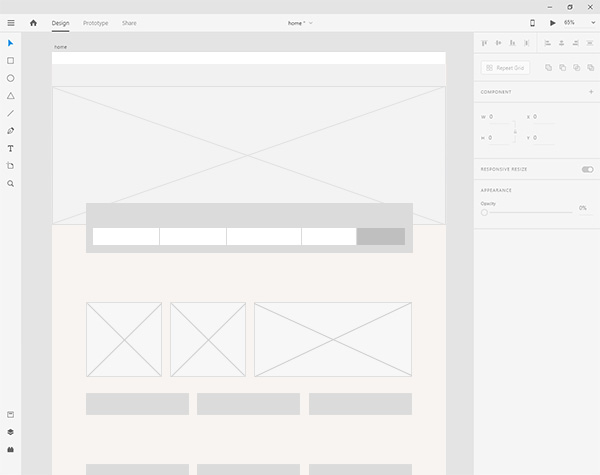 Design Prototype Share
home *
65%
home
Repeat Grid
COMPONENT
W 0 X 0
H 0 Y 0
RESPONSIVE RESIZE
APPEARANCE
Opacity
0%
T